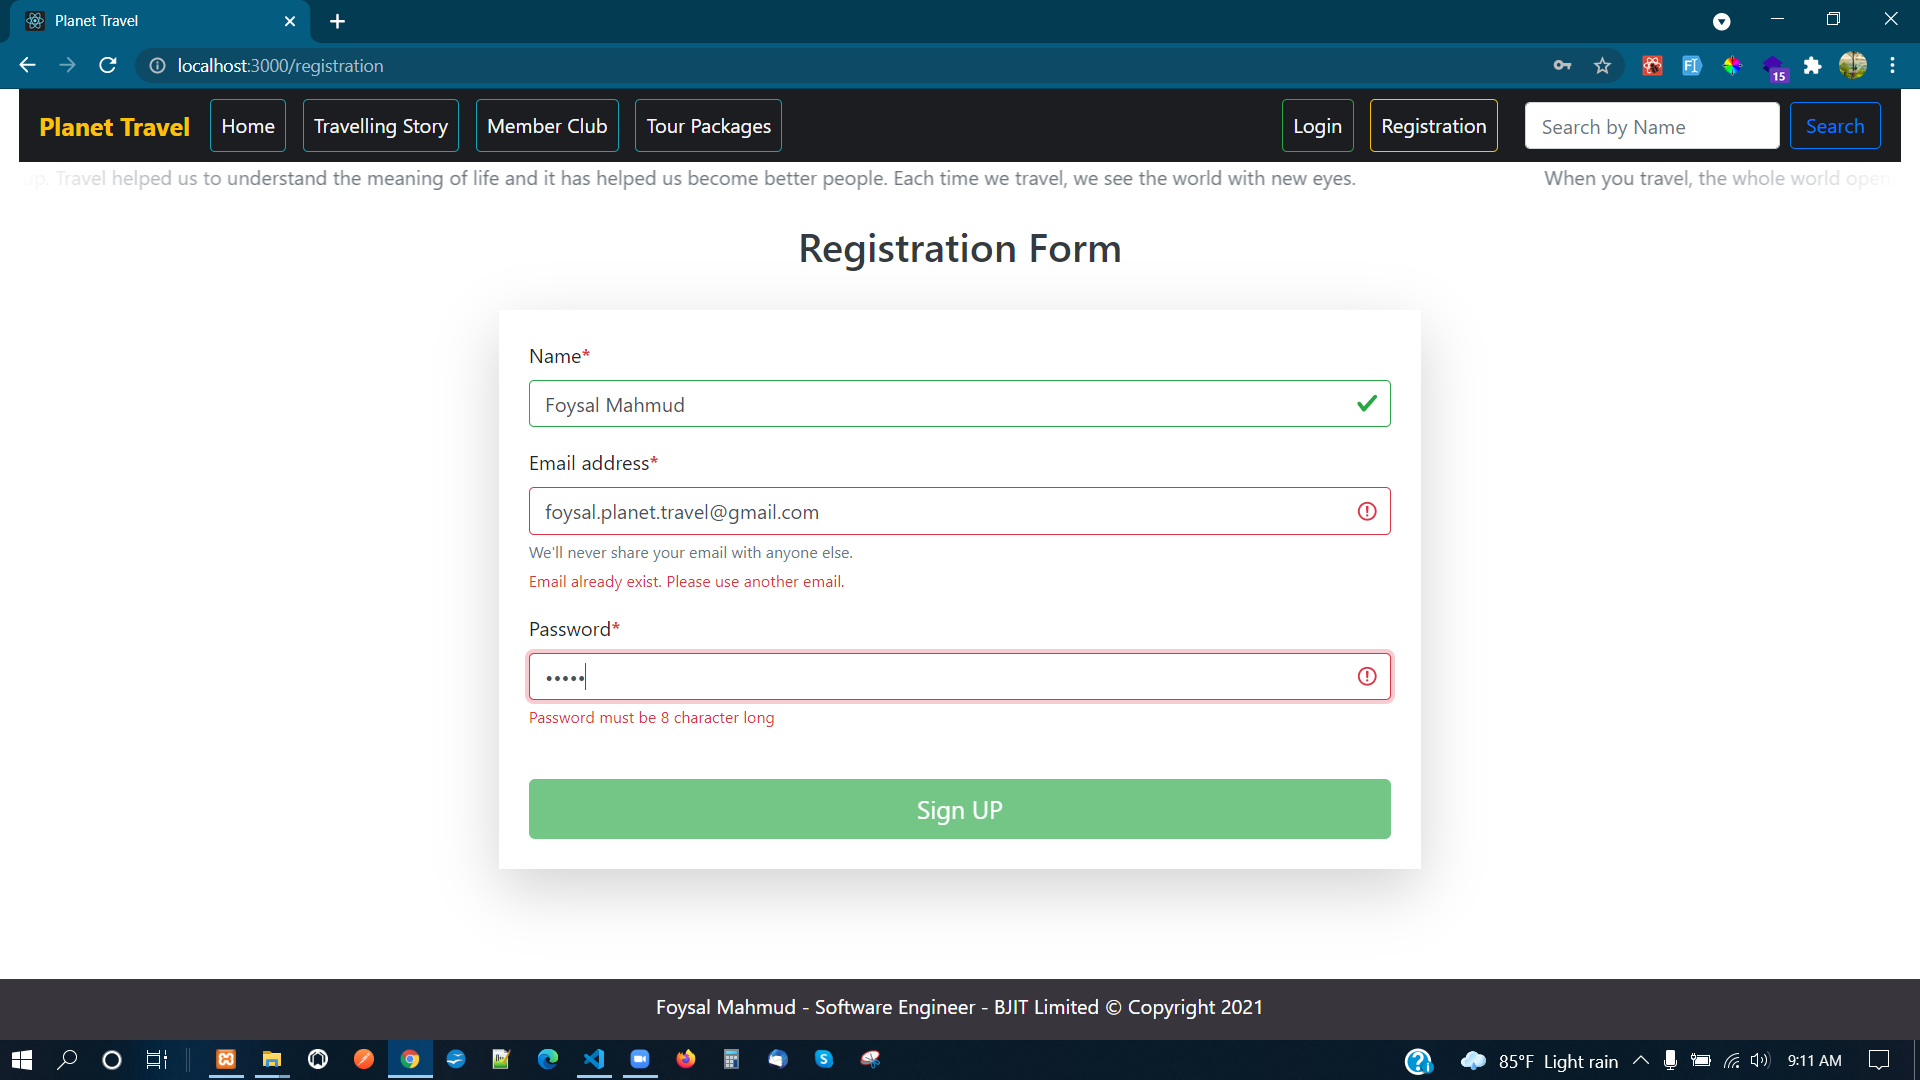 Planet Travel
localhost:3000/registration
15
Planet Travel Home Travelling Story Member Club Tour Packages Login Registration Search by Name Search
up. Travel helped us to understand the meaning of life and it has helped us become better people. Each time we travel, we see the world with new eyes. When you travel, the whole world open
Registration Form
Name*
Foysal Mahmud
Email address*
foysal.planet.travel@gmail.com
We'll never share your email with anyone else.
Email already exist. Please use another email.
Password*
•••••
Password must be 8 character long
Sign UP
Foysal Mahmud - Software Engineer - BJIT Limited © Copyright 2021
85°F Light rain 9:11 AM